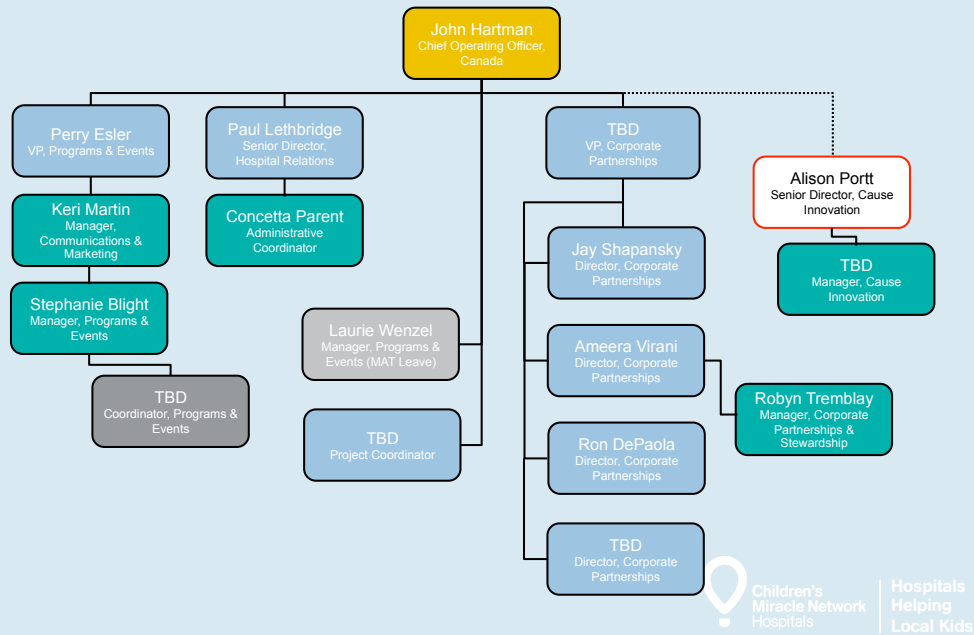 John Hartman
Chief Operating Officer,
Canada
Perry Esler
VP, Programs & Events
Paul Lethbridge
Senior Director,
Hospital Relations
TBD
VP, Corporate
Partnerships
Alison Portt
Senior Director, Cause
Innovation
Keri Martin
Manager,
Communications &
Marketing
Concetta Parent
Administrative
Coordinator
Jay Shapansky
Director, Corporate
Partnerships
TBD
Manager, Cause
Innovation
Stephanie Blight
Manager, Programs &
Events
Laurie Wenzel
Manager, Programs &
Events (MAT Leave)
Ameera Virani
Director, Corporate
Partnerships
TBD
Coordinator, Programs &
Events
Robyn Tremblay
Manager, Corporate
Partnerships &
Stewardship
TBD
Project Coordinator
Ron DePaola
Director, Corporate
Partnerships
TBD
Director, Corporate
Partnerships
Children's
Miracle Network
Hospitals
Hospitals
Helping
Local Kids